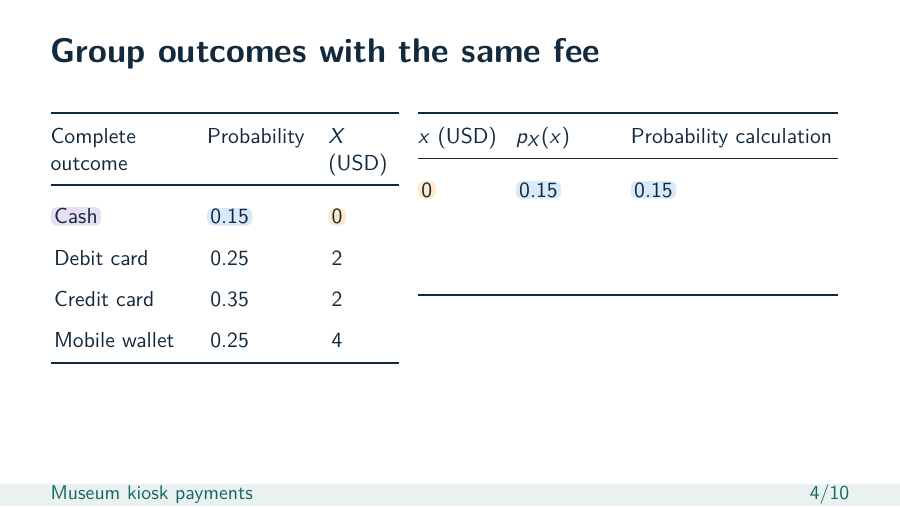 Group outcomes with the same fee
Complete outcome Probability X (USD)
Cash 0.15 0
Debit card 0.25 2
Credit card 0.35 2
Mobile wallet 0.25 4
x (USD) pX(x) Probability calculation
0 0.15 0.15
Museum kiosk payments 4/10